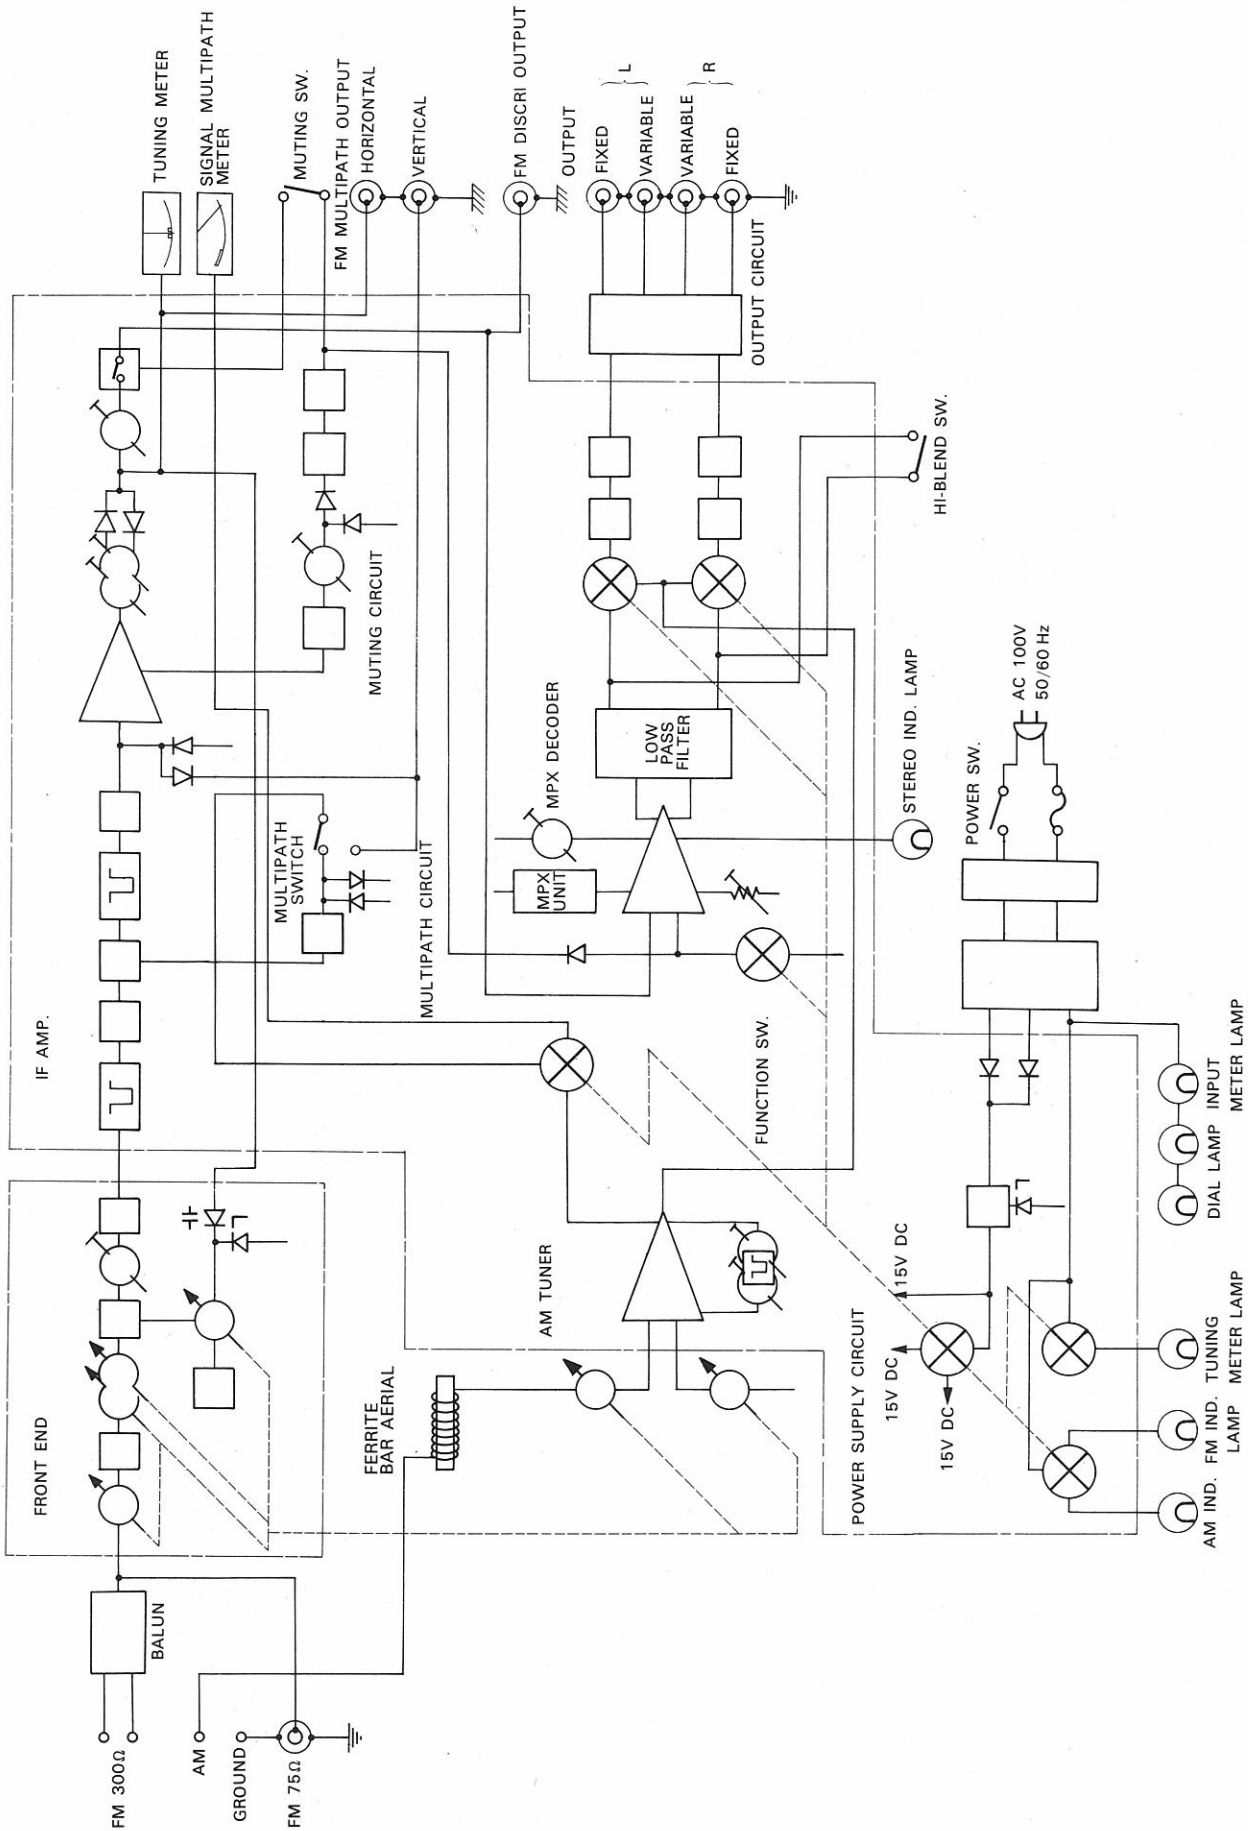 FM 300Ω
AM
GROUND
FM 75Ω
BALUN
FRONT END
IF AMP.
TUNING METER
SIGNAL MULTIPATH
METER
MUTING SW.
FM MULTIPATH OUTPUT
HORIZONTAL
VERTICAL
FM DISCRI OUTPUT
OUTPUT
FIXED
VARIABLE
L
VARIABLE
FIXED
R
OUTPUT CIRCUIT
MUTING CIRCUIT
MULTIPATH
SWITCH
MULTIPATH CIRCUIT
MPX
UNIT
MPX DECODER
LOW
PASS
FILTER
HI-BLEND SW.
STEREO IND. LAMP
FUNCTION SW.
FERRITE
BAR AERIAL
AM TUNER
POWER SUPPLY CIRCUIT
15V DC
15V DC
15V DC
POWER SW.
AC 100V
50/60 Hz
AM IND.
FM IND.
LAMP
TUNING
METER LAMP
DIAL LAMP
INPUT
METER LAMP